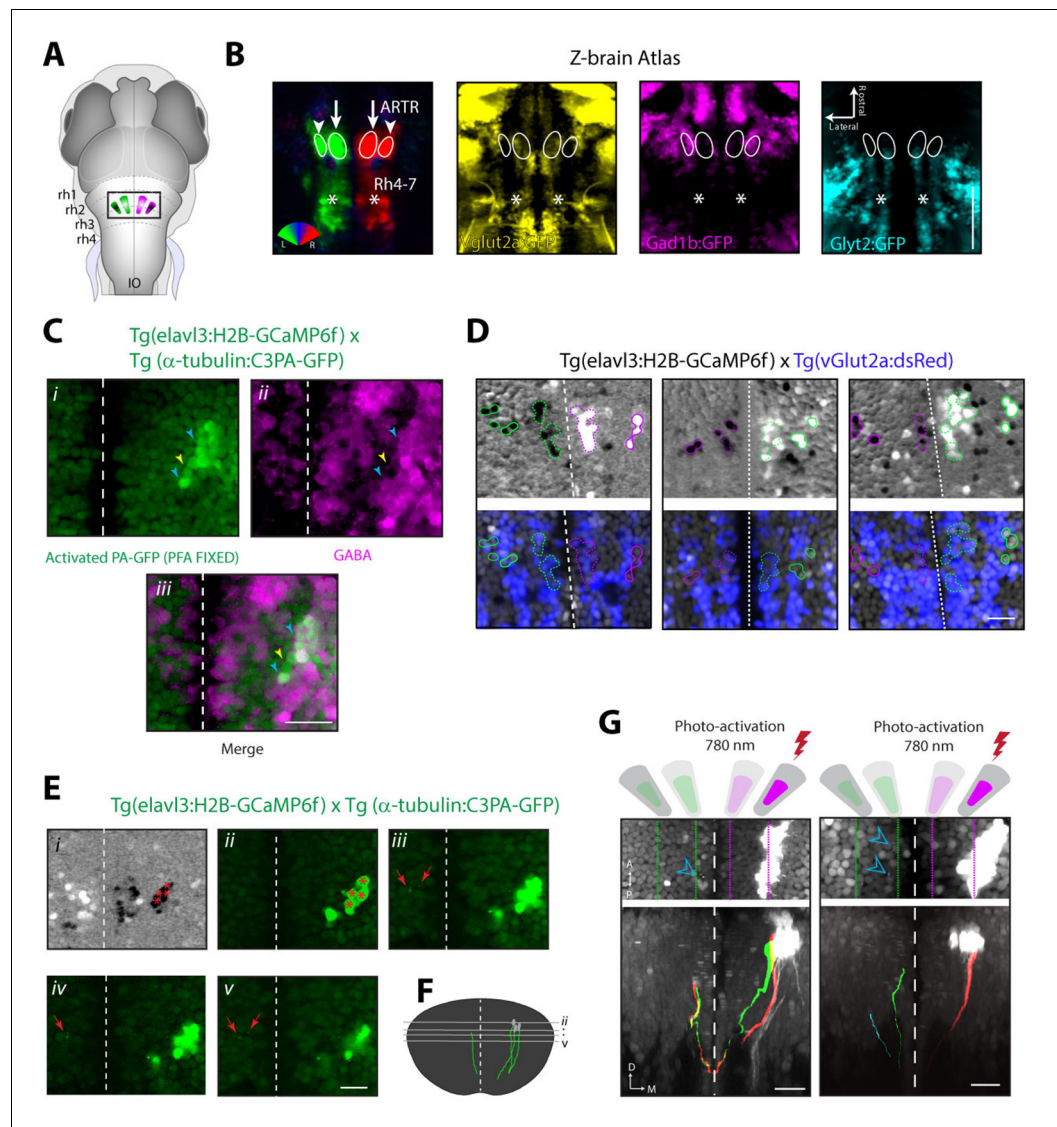 A
rh1
rh2
rh3
rh4
IO
B
Z-brain Atlas
ARTR
Rh4-7
*
*
L
R
*
*
Vglut2a:GFP
*
*
Gad1b:GFP
Rostral
Lateral
*
*
Glyt2:GFP
C
Tg(elavl3:H2B-GCaMP6f) x
Tg (α-tubulin:C3PA-GFP)
i
ii
Activated PA-GFP (PFA FIXED)
GABA
iii
Merge
D
Tg(elavl3:H2B-GCaMP6f) x Tg(vGlut2a:dsRed)
E
Tg(elavl3:H2B-GCaMP6f) x Tg (α-tubulin:C3PA-GFP)
i
ii
iii
iv
v
F
ii
:
v
G
Photo-activation
780 nm
Photo-activation
780 nm
A
P
D
M